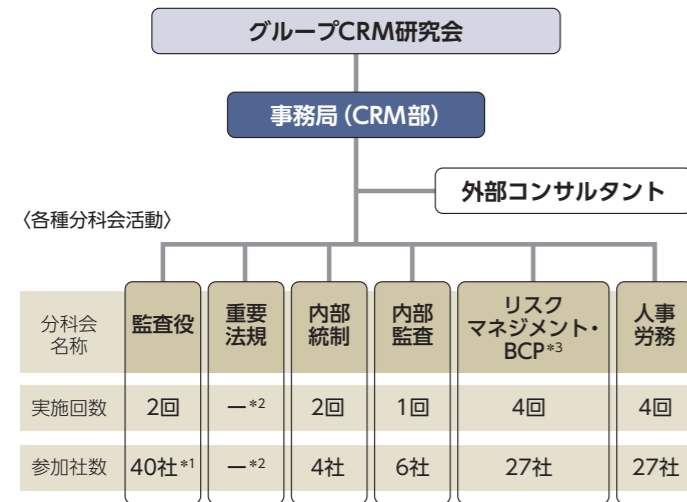 グループCRM研究会
事務局（CRM部）
外部コンサルタント
〈各種分科会活動〉
分科会
名称
監査役
重要
法規
内部
統制
内部
監査
リスク
マネジメント・
BCP*3
人事
労務
実施回数 2回 ー*2 2回 1回 4回 4回
参加社数 40社*1 ー*2 4社 6社 27社 27社